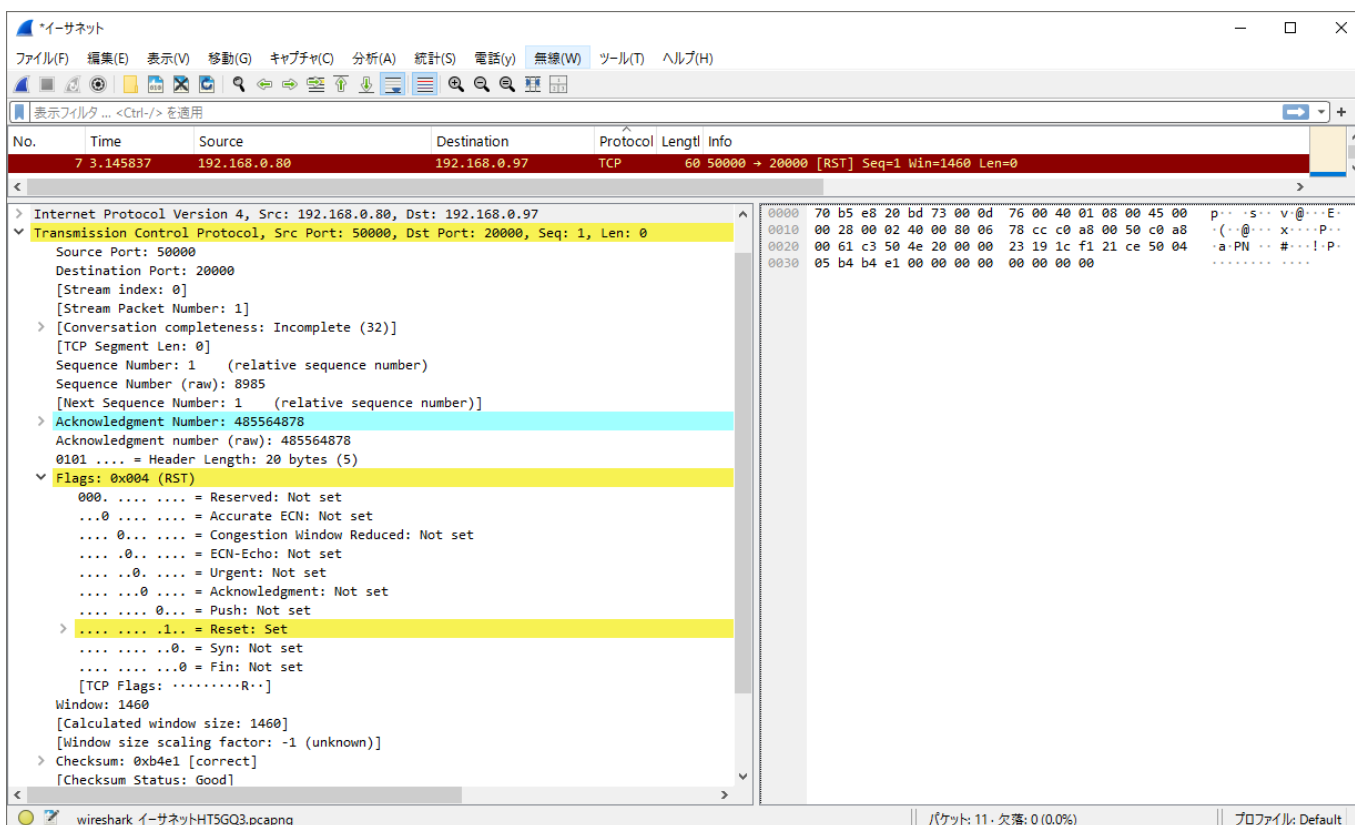 *イーサネット
ファイル(F) 編集(E) 表示(V) 移動(G) キャプチャ(C) 分析(A) 統計(S) 電話(y) 無線(W) ツール(T) ヘルプ(H)
表示フィルタ ... <Ctrl-/> を適用
No. Time Source Destination Protocol Lengtl Info
7 3.145837 192.168.0.80 192.168.0.97 TCP 60 50000 → 20000 [RST] Seq=1 Win=1460 Len=0
> Internet Protocol Version 4, Src: 192.168.0.80, Dst: 192.168.0.97
Transmission Control Protocol, Src Port: 50000, Dst Port: 20000, Seq: 1, Len: 0
Source Port: 50000
Destination Port: 20000
[Stream index: 0]
[Stream Packet Number: 1]
> [Conversation completeness: Incomplete (32)]
[TCP Segment Len: 0]
Sequence Number: 1 (relative sequence number)
Sequence Number (raw): 8985
[Next Sequence Number: 1 (relative sequence number)]
> Acknowledgment Number: 485564878
Acknowledgment number (raw): 485564878
0101 .... = Header Length: 20 bytes (5)
Flags: 0x004 (RST)
000. .... .... = Reserved: Not set
...0 .... .... = Accurate ECN: Not set
.... 0... .... = Congestion Window Reduced: Not set
.... .0.. .... = ECN-Echo: Not set
.... ..0. .... = Urgent: Not set
.... ...0 .... = Acknowledgment: Not set
.... .... 0... = Push: Not set
> .... .... .1.. = Reset: Set
.... .... ..0. = Syn: Not set
.... .... ...0 = Fin: Not set
[TCP Flags: ·········R··]
Window: 1460
[Calculated window size: 1460]
[Window size scaling factor: -1 (unknown)]
> Checksum: 0xb4e1 [correct]
[Checksum Status: Good]
0000 70 b5 e8 20 bd 73 00 0d 76 00 40 01 08 00 45 00 p·· ·s·· v·@···E·
0010 00 28 00 02 40 00 80 06 78 cc c0 a8 00 50 c0 a8 ·(··@··· x····P··
0020 00 61 c3 50 4e 20 00 00 23 19 1c f1 21 ce 50 04 ·a·PN ·· #···!·P·
0030 05 b4 b4 e1 00 00 00 00 00 00 00 00 ········ ····
wireshark_イーサネットHT5GQ3.pcapng パケット: 11 · 欠落: 0 (0.0%) プロファイル: Default